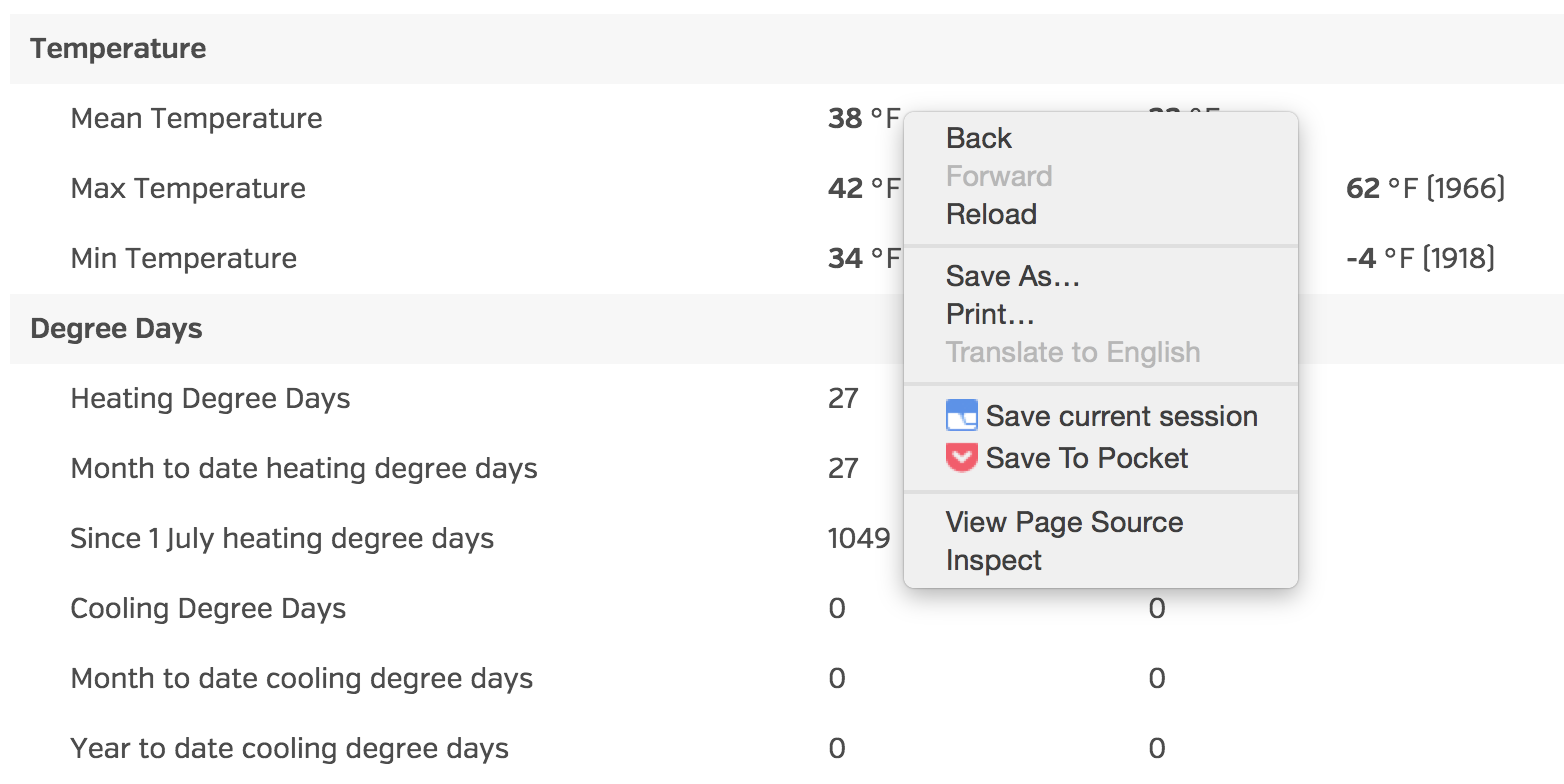 Temperature
Mean Temperature 38 °F
Max Temperature 42 °F 62 °F (1966)
Min Temperature 34 °F -4 °F (1918)
Degree Days
Heating Degree Days 27
Month to date heating degree days 27
Since 1 July heating degree days 1049
Cooling Degree Days 0 0
Month to date cooling degree days 0 0
Year to date cooling degree days 0 0
Back
Forward
Reload
Save As...
Print...
Translate to English
Save current session
Save To Pocket
View Page Source
Inspect